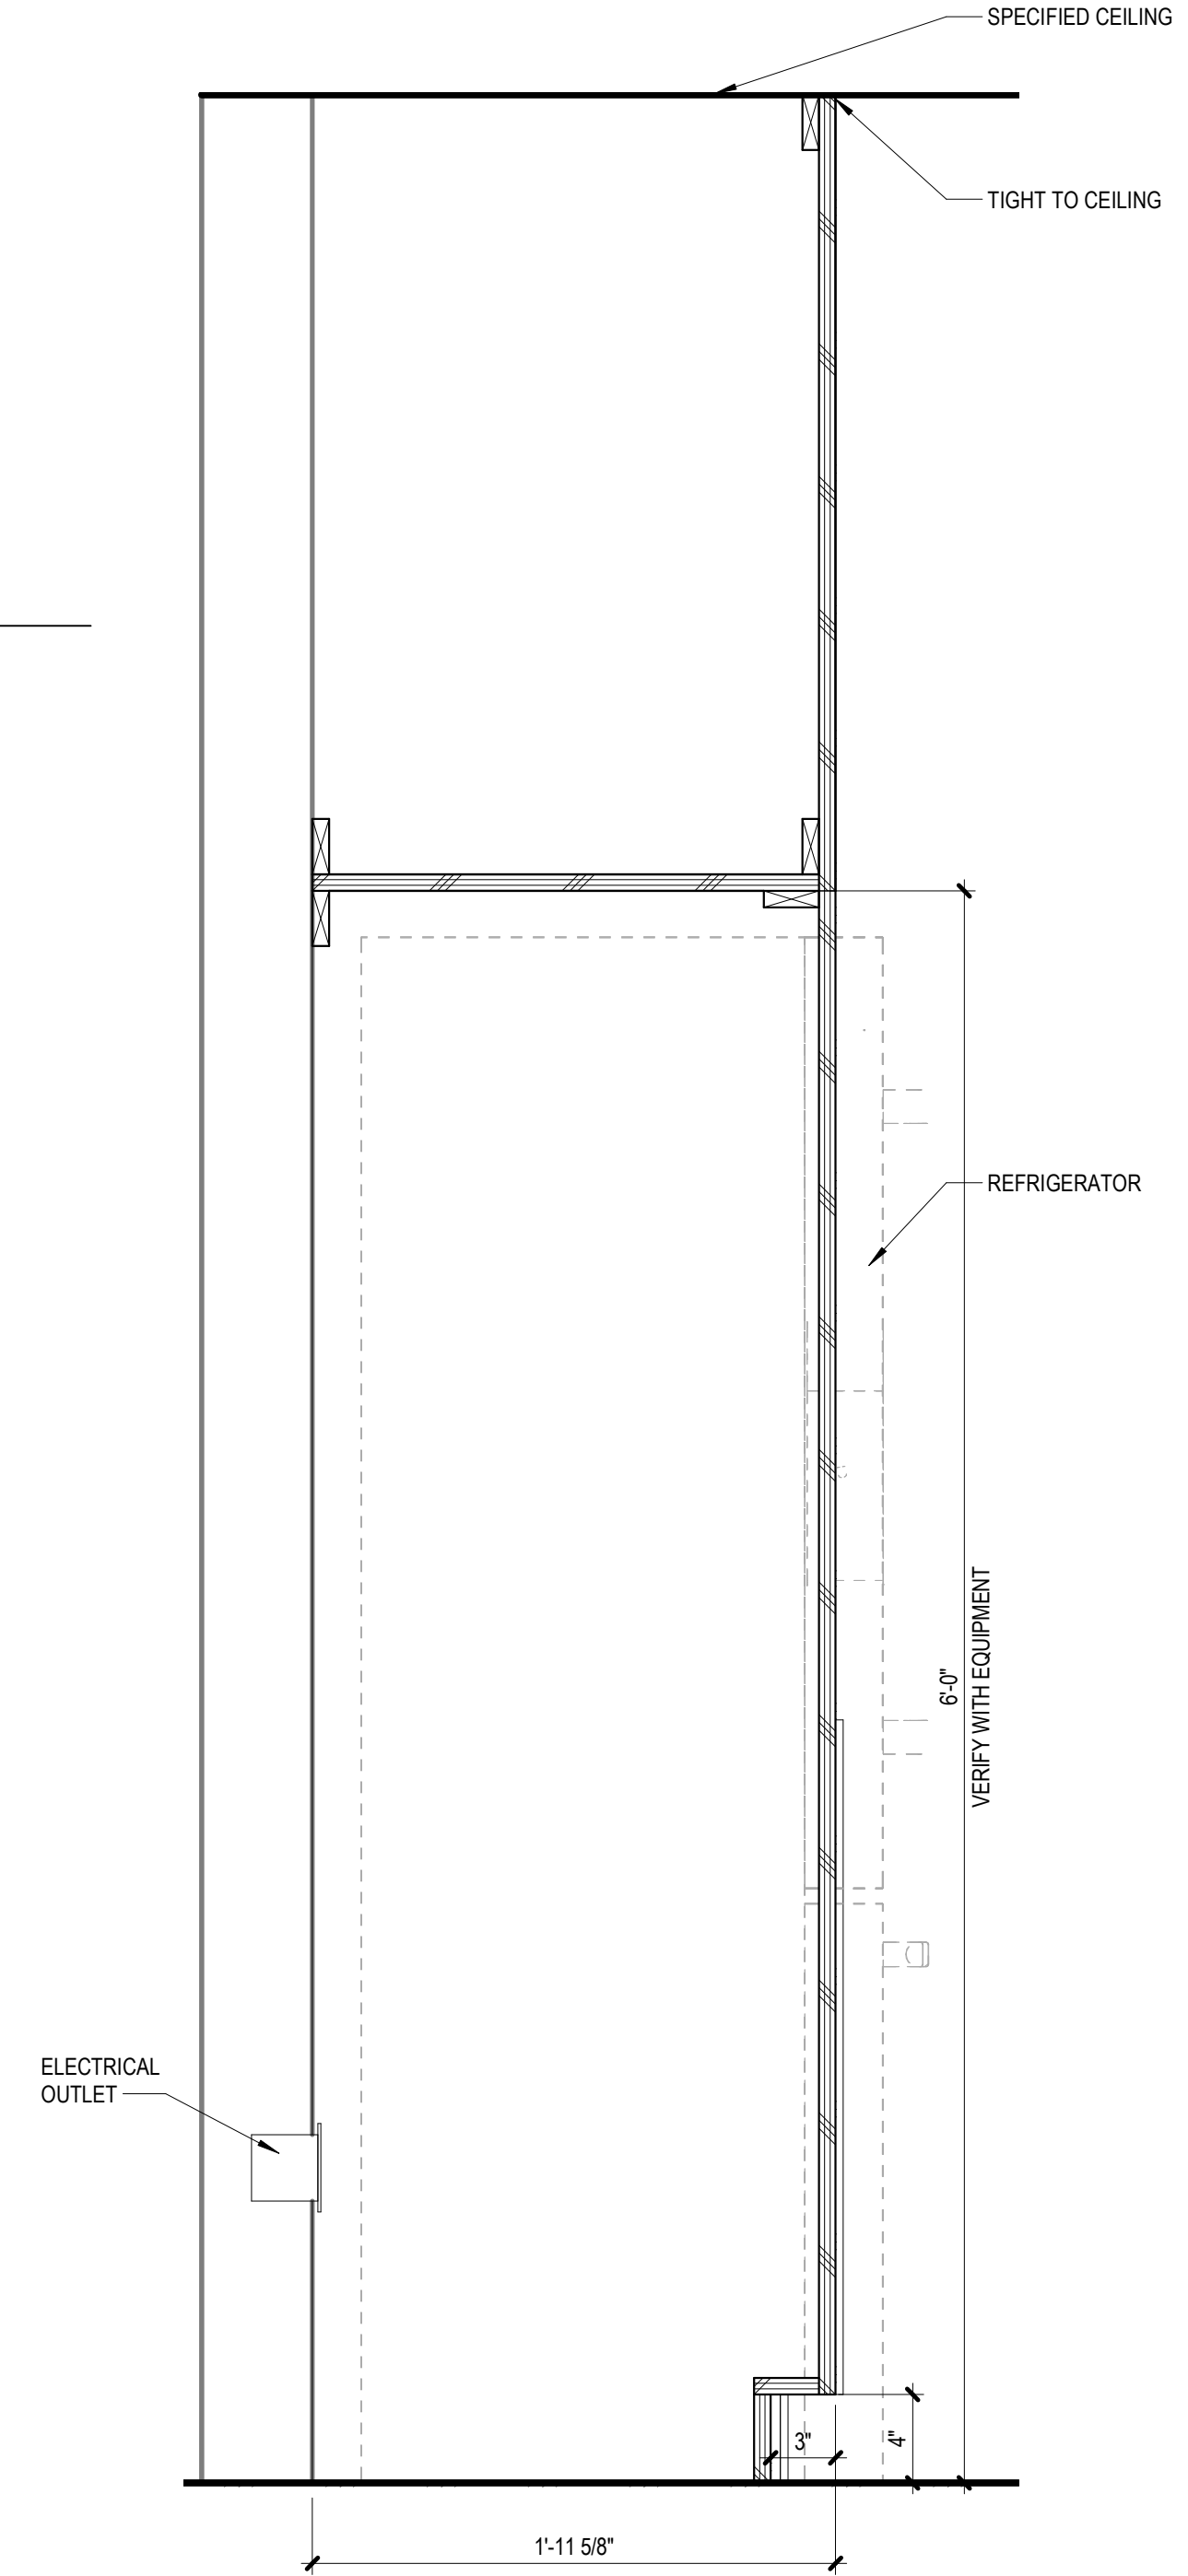 SPECIFIED CEILING
TIGHT TO CEILING
REFRIGERATOR
6'-0"
VERIFY WITH EQUIPMENT
ELECTRICAL
OUTLET
3"
4"
1'-11 5/8"